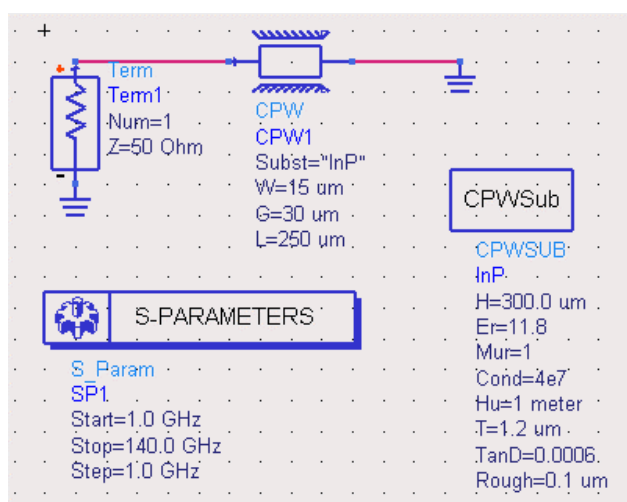 Term
Term1
Num=1
Z=50 Ohm
CPW
CPW1
Subst="InP"
W=15 um
G=30 um
L=250 um
CPWSub
CPWSUB
InP
H=300.0 um
Er=11.8
Mur=1
Cond=4e7
Hu=1 meter
T=1.2 um
TanD=0.0006
Rough=0.1 um
S-PARAMETERS
S_Param
SP1
Start=1.0 GHz
Stop=140.0 GHz
Step=1.0 GHz